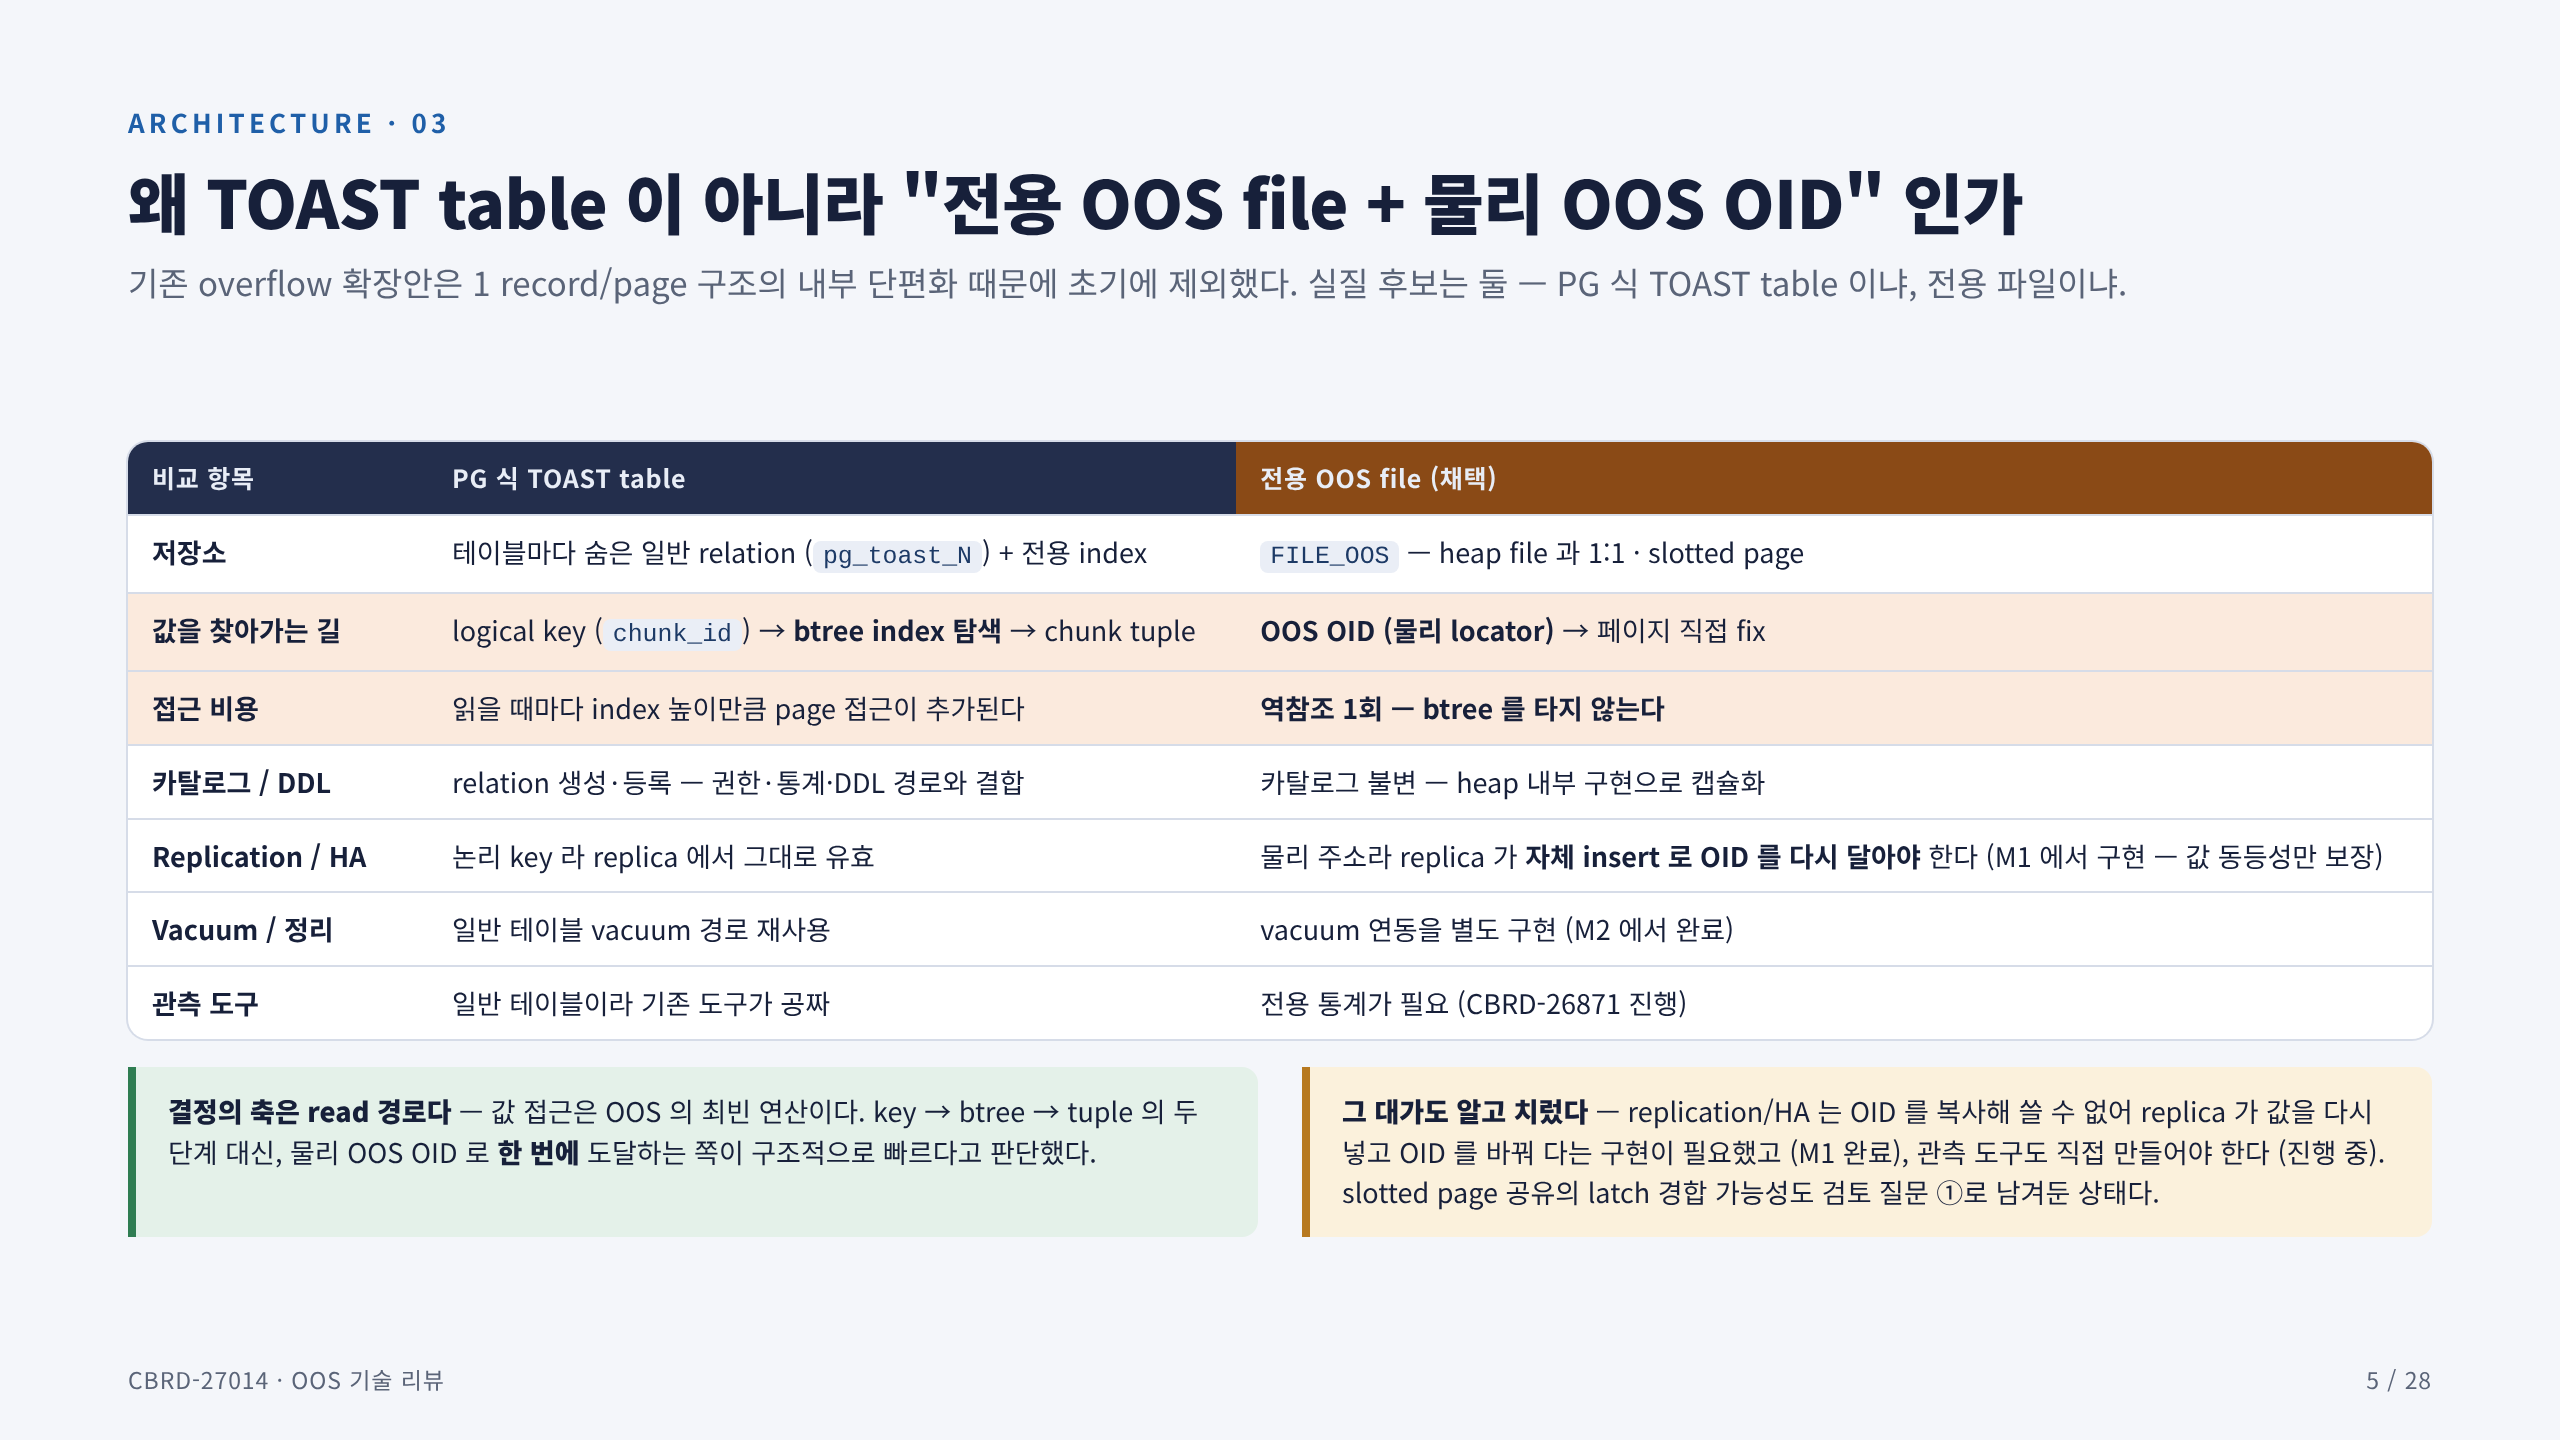 ARCHITECTURE · 03
왜 TOAST table 이 아니라 "전용 OOS file + 물리 OOS OID" 인가
기존 overflow 확장안은 1 record/page 구조의 내부 단편화 때문에 초기에 제외했다. 실질 후보는 둘 — PG 식 TOAST table 이냐, 전용 파일이냐.
비교 항목 PG 식 TOAST table 전용 OOS file (채택)
저장소 테이블마다 숨은 일반 relation (pg_toast_N) + 전용 index FILE_OOS — heap file 과 1:1 · slotted page
값을 찾아가는 길 logical key (chunk_id) → btree index 탐색 → chunk tuple OOS OID (물리 locator) → 페이지 직접 fix
접근 비용 읽을 때마다 index 높이만큼 page 접근이 추가된다 역참조 1회 — btree 를 타지 않는다
카탈로그 / DDL relation 생성·등록 — 권한·통계·DDL 경로와 결합 카탈로그 불변 — heap 내부 구현으로 캡슐화
Replication / HA 논리 key 라 replica 에서 그대로 유효 물리 주소라 replica 가 자체 insert 로 OID 를 다시 달아야 한다 (M1 에서 구현 — 값 동등성만 보장)
Vacuum / 정리 일반 테이블 vacuum 경로 재사용 vacuum 연동을 별도 구현 (M2 에서 완료)
관측 도구 일반 테이블이라 기존 도구가 공짜 전용 통계가 필요 (CBRD-26871 진행)
결정의 축은 read 경로다 — 값 접근은 OOS 의 최빈 연산이다. key → btree → tuple 의 두
단계 대신, 물리 OOS OID 로 한 번에 도달하는 쪽이 구조적으로 빠르다고 판단했다.
그 대가도 알고 치렀다 — replication/HA 는 OID 를 복사해 쓸 수 없어 replica 가 값을 다시
넣고 OID 를 바꿔 다는 구현이 필요했고 (M1 완료), 관측 도구도 직접 만들어야 한다 (진행 중).
slotted page 공유의 latch 경합 가능성도 검토 질문 ①로 남겨둔 상태다.
CBRD-27014 · OOS 기술 리뷰
5 / 28